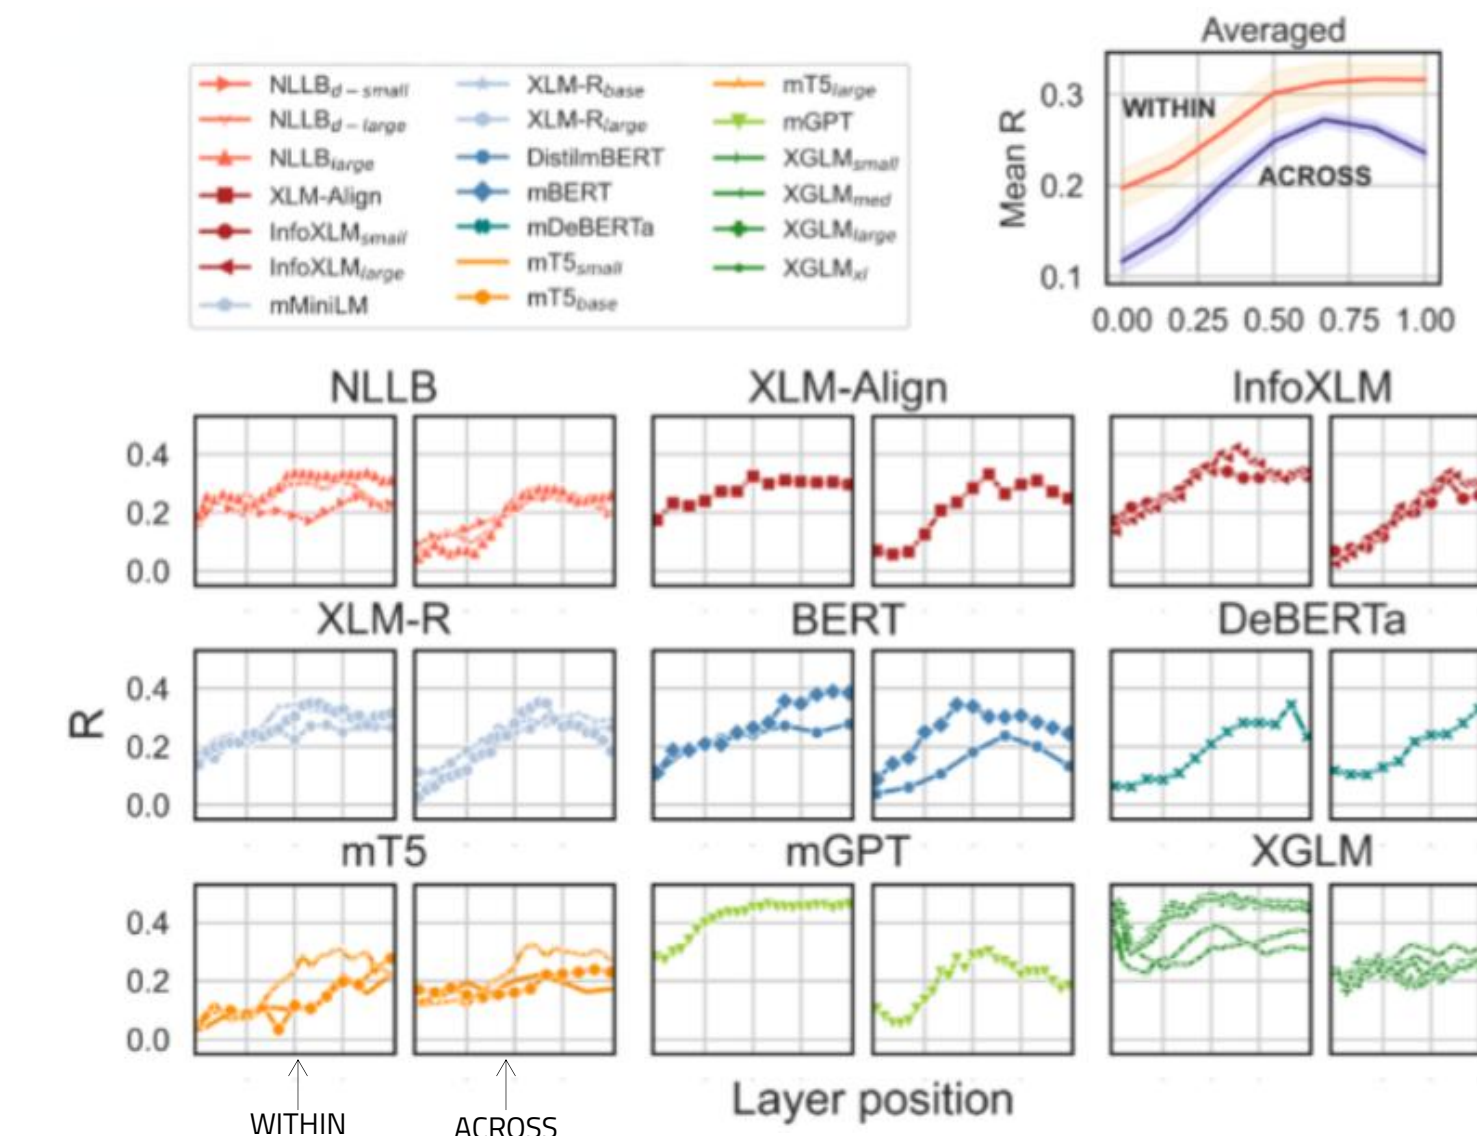 Averaged
NLLBd-small XLM-Rbase mT5large
NLLBd-large XLM-Rlarge mGPT
NLLBlarge DistilmBERT XGLMsmall
XLM-Align mBERT XGLMmed
InfoXLMsmall mDeBERTa XGLMlarge
InfoXLMlarge mT5small XGLMxl
mMiniLM mT5base
Mean R
0.3
0.2
0.1
WITHIN
ACROSS
0.00 0.25 0.50 0.75 1.00
NLLB XLM-Align InfoXLM
0.4
0.2
0.0
XLM-R BERT DeBERTa
R
0.4
0.2
0.0
mT5 mGPT XGLM
0.4
0.2
0.0
Layer position
WITHIN ACROSS